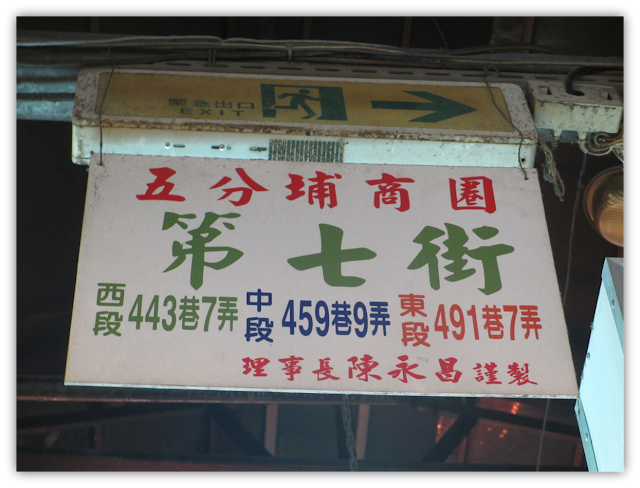 緊急出口
EXIT
五分埔商圈
第七街
西段 443巷7弄 中段 459巷9弄 東段 491巷7弄
理事長陳永昌謹製